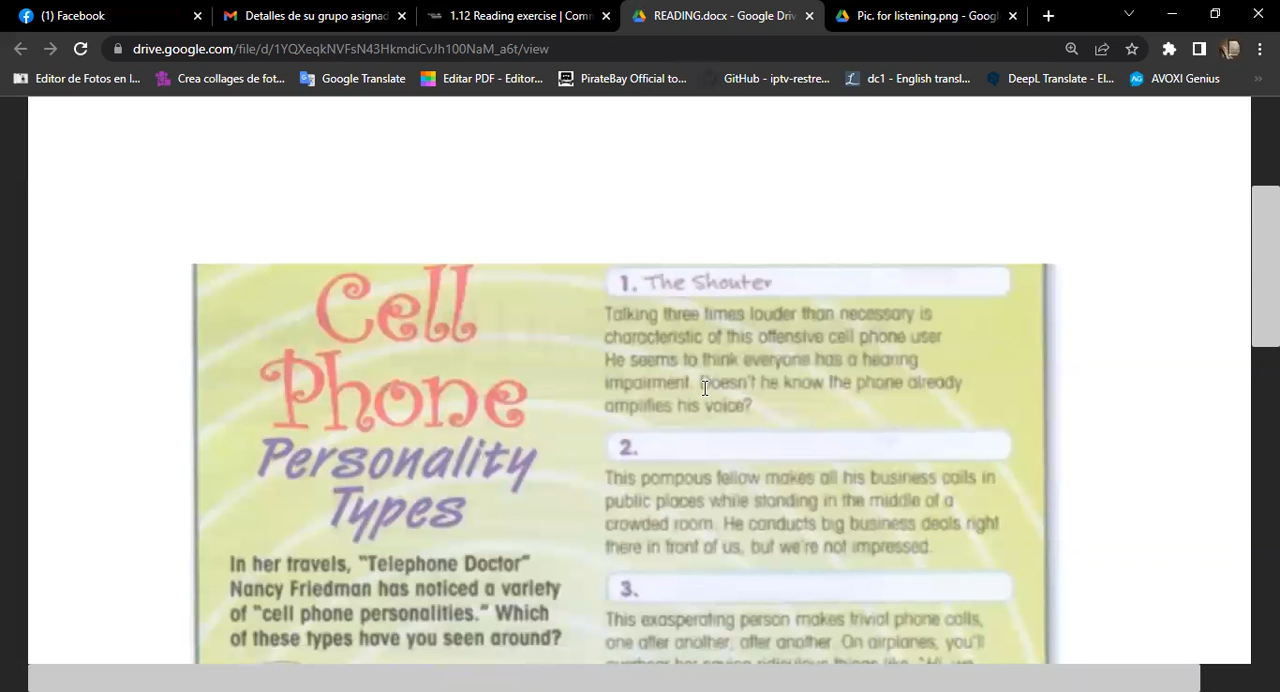 (1) Facebook
Detalles de su grupo asignad
1.12 Reading exercise | Comm
READING.docx - Google Driv
Pic. for listening.png - Googl
drive.google.com/file/d/1YQXeqkNVFsN43HkmdiCvJh100NaM_a6t/view
Editor de Fotos en l...
Crea collages de fot...
Google Translate
Editar PDF - Editor...
PirateBay Official to...
GitHub - iptv-restre...
dc1 - English transl...
DeepL Translate - El...
AVOXI Genius
Cell
Phone
Personality
Types
In her travels, "Telephone Doctor"
Nancy Friedman has noticed a variety
of "cell phone personalities." Which
of these types have you seen around?
1. The Shouter
Talking three times louder than necessary is
characteristic of this offensive cell phone user
He seems to think everyone has a hearing
impairment. Doesn't he know the phone already
amplifies his voice?
2.
This pompous fellow makes all his business calls in
public places while standing in the middle of a
crowded room. He conducts big business deals right
there in front of us, but we're not impressed.
3.
This exasperating person makes trivial phone calls,
one after another, after another. On airplanes, you'll
overhear her saying ridiculous things like, "Hi, we